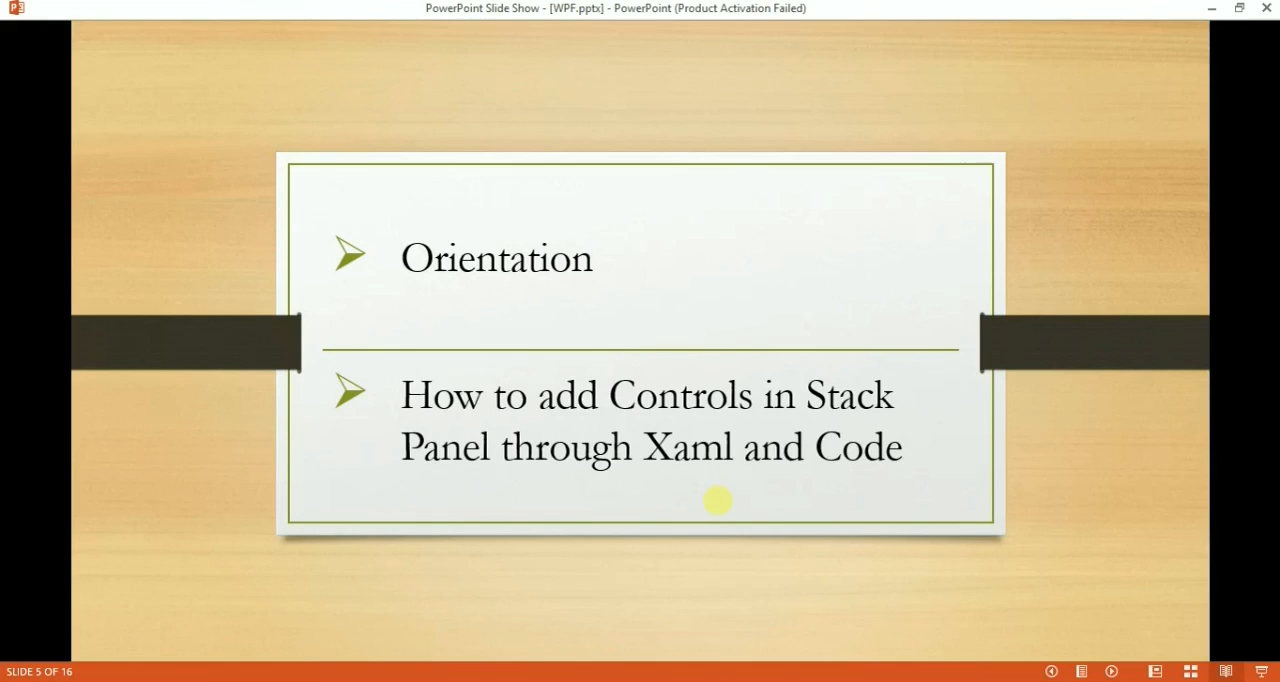 PowerPoint Slide Show - [WPF.pptx] - PowerPoint (Product Activation Failed)
Orientation
How to add Controls in Stack
Panel through Xaml and Code
SLIDE 5 OF 16